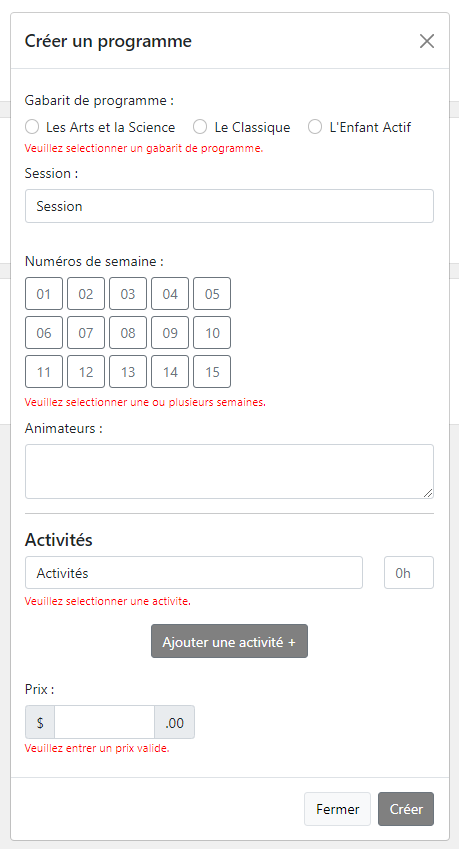 Créer un programme
Gabarit de programme :
Les Arts et la Science Le Classique L'Enfant Actif
Veuillez selectionner un gabarit de programme.
Session :
Session
Numéros de semaine :
01 02 03 04 05
06 07 08 09 10
11 12 13 14 15
Veuillez selectionner une ou plusieurs semaines.
Animateurs :
Activités
Activités 0h
Veuillez selectionner une activite.
Ajouter une activité +
Prix :
$ .00
Veuillez entrer un prix valide.
Fermer Créer